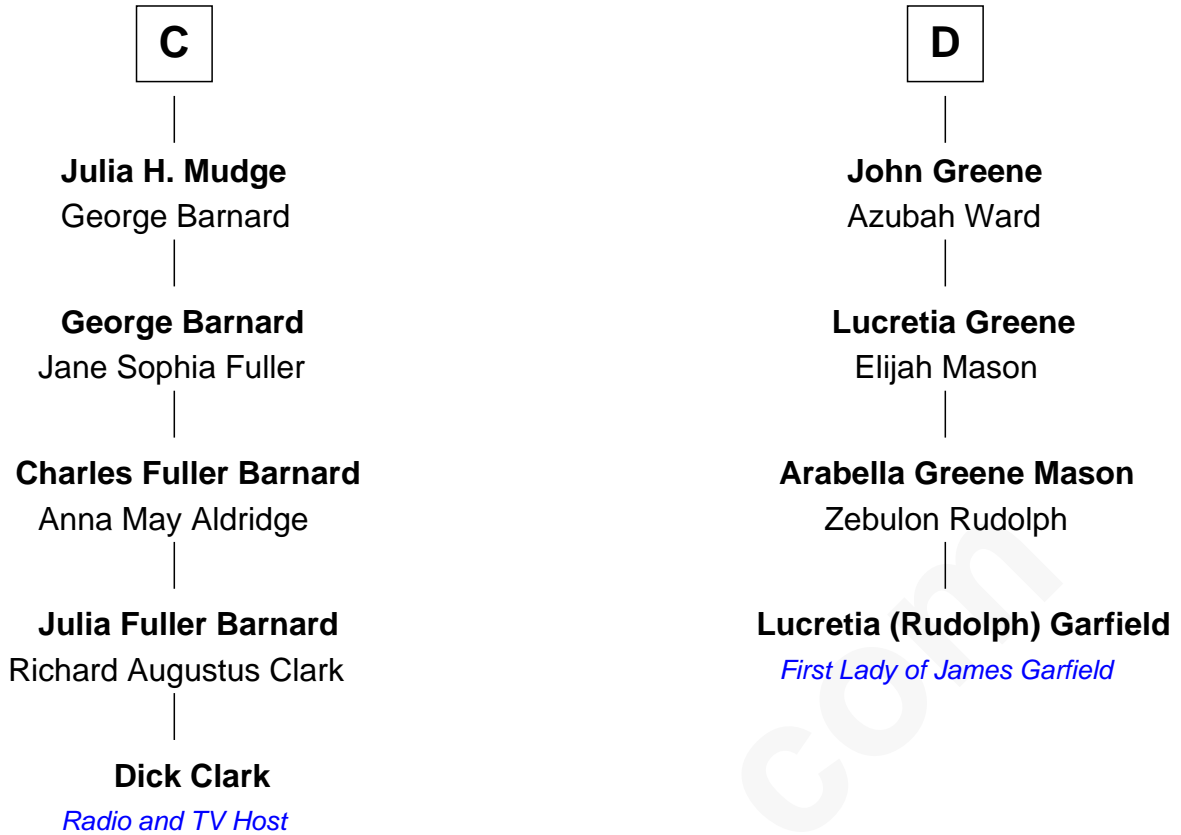 C
Julia H. Mudge
George Barnard
George Barnard
Jane Sophia Fuller
Charles Fuller Barnard
Anna May Aldridge
Julia Fuller Barnard
Richard Augustus Clark
Dick Clark
Radio and TV Host
D
John Greene
Azubah Ward
Lucretia Greene
Elijah Mason
Arabella Greene Mason
Zebulon Rudolph
Lucretia (Rudolph) Garfield
First Lady of James Garfield
com